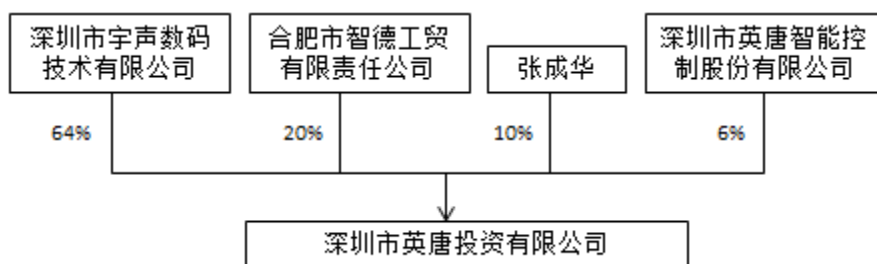 深圳市宇声数码
技术有限公司
合肥市智德工贸
有限责任公司
张成华
深圳市英唐智能控
制股份有限公司
64%
20%
10%
6%
深圳市英唐投资有限公司